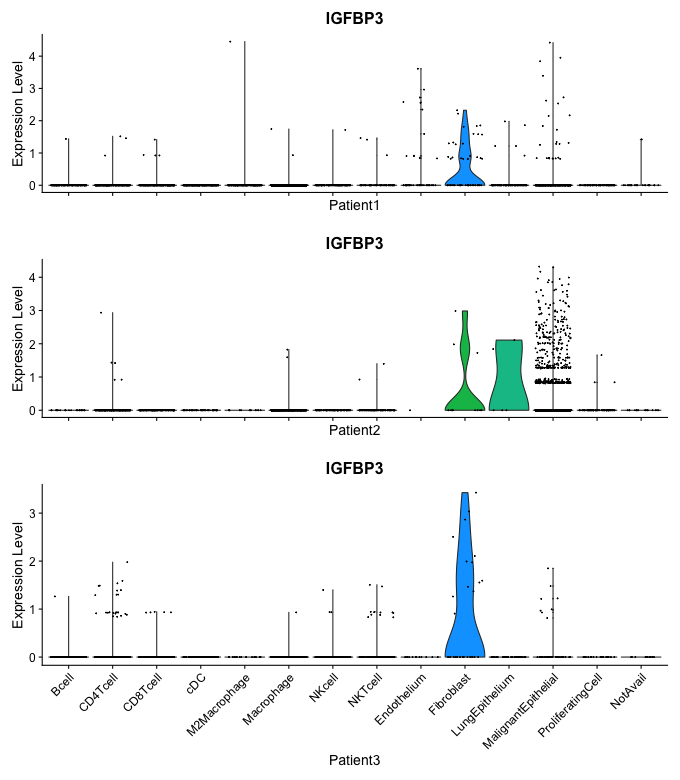 IGFBP3
Expression Level
4
3
2
1
0
Patient1
IGFBP3
Expression Level
4
3
2
1
0
Patient2
IGFBP3
Expression Level
3
2
1
0
Bcell
CD4Tcell
CD8Tcell
cDC
M2Macrophage
Macrophage
NKcell
NKTcell
Endothelium
Fibroblast
LungEpithelium
MalignantEpithelial
ProliferatingCell
NotAvail
Patient3